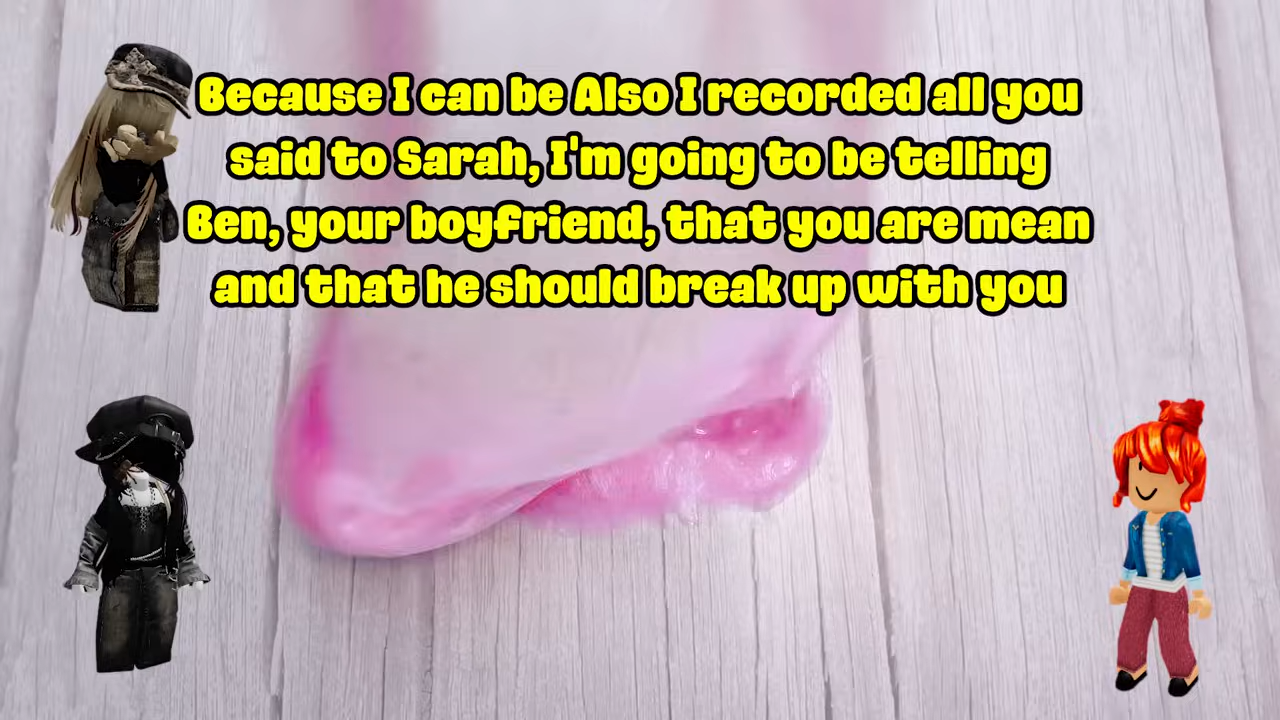 Because I can be Also I recorded all you
said to Sarah, I'm going to be telling
Ben, your boyfriend, that you are mean
and that he should break up with you